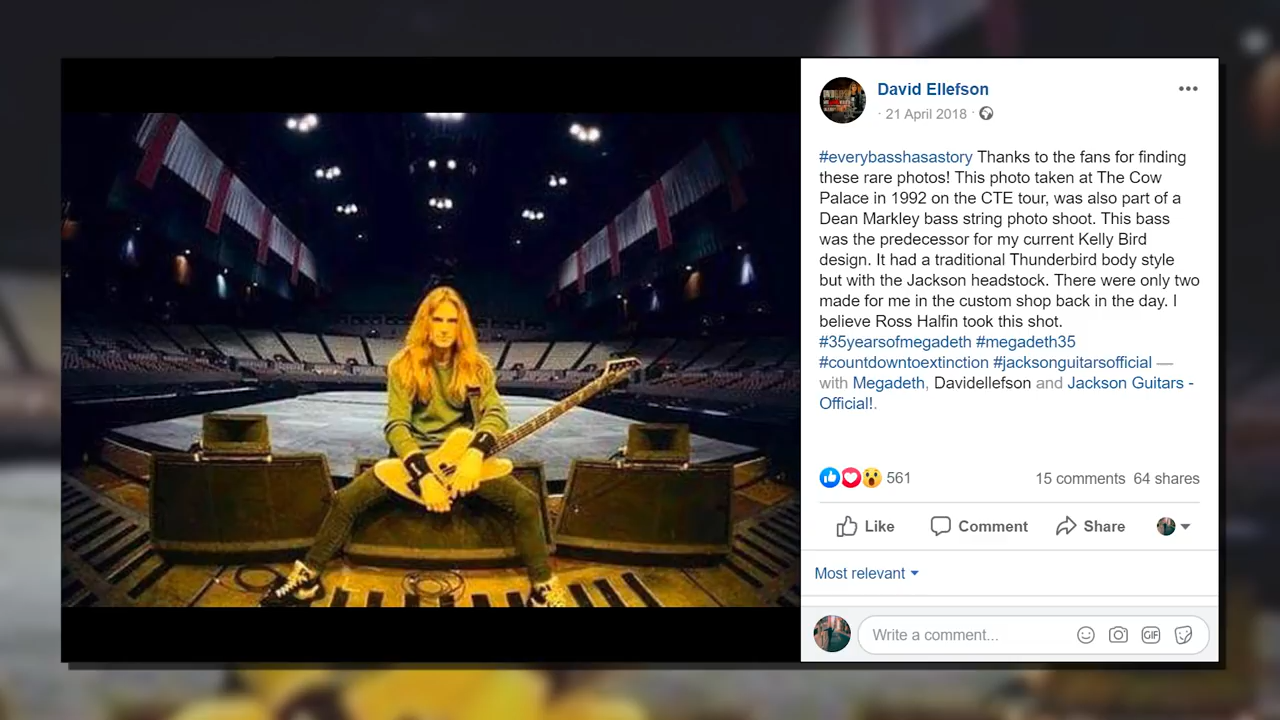 David Ellefson
· 21 April 2018 ·
#everybasshasastory Thanks to the fans for finding
these rare photos! This photo taken at The Cow
Palace in 1992 on the CTE tour, was also part of a
Dean Markley bass string photo shoot. This bass
was the predecessor for my current Kelly Bird
design. It had a traditional Thunderbird body style
but with the Jackson headstock. There were only two
made for me in the custom shop back in the day. I
believe Ross Halfin took this shot.
#35yearsofmegadeth #megadeth35
#countdowntoextinction #jacksonguitarsofficial —
with Megadeth, Davidellefson and Jackson Guitars -
Official!.
561 15 comments 64 shares
Like Comment Share
Most relevant
Write a comment...
GIF